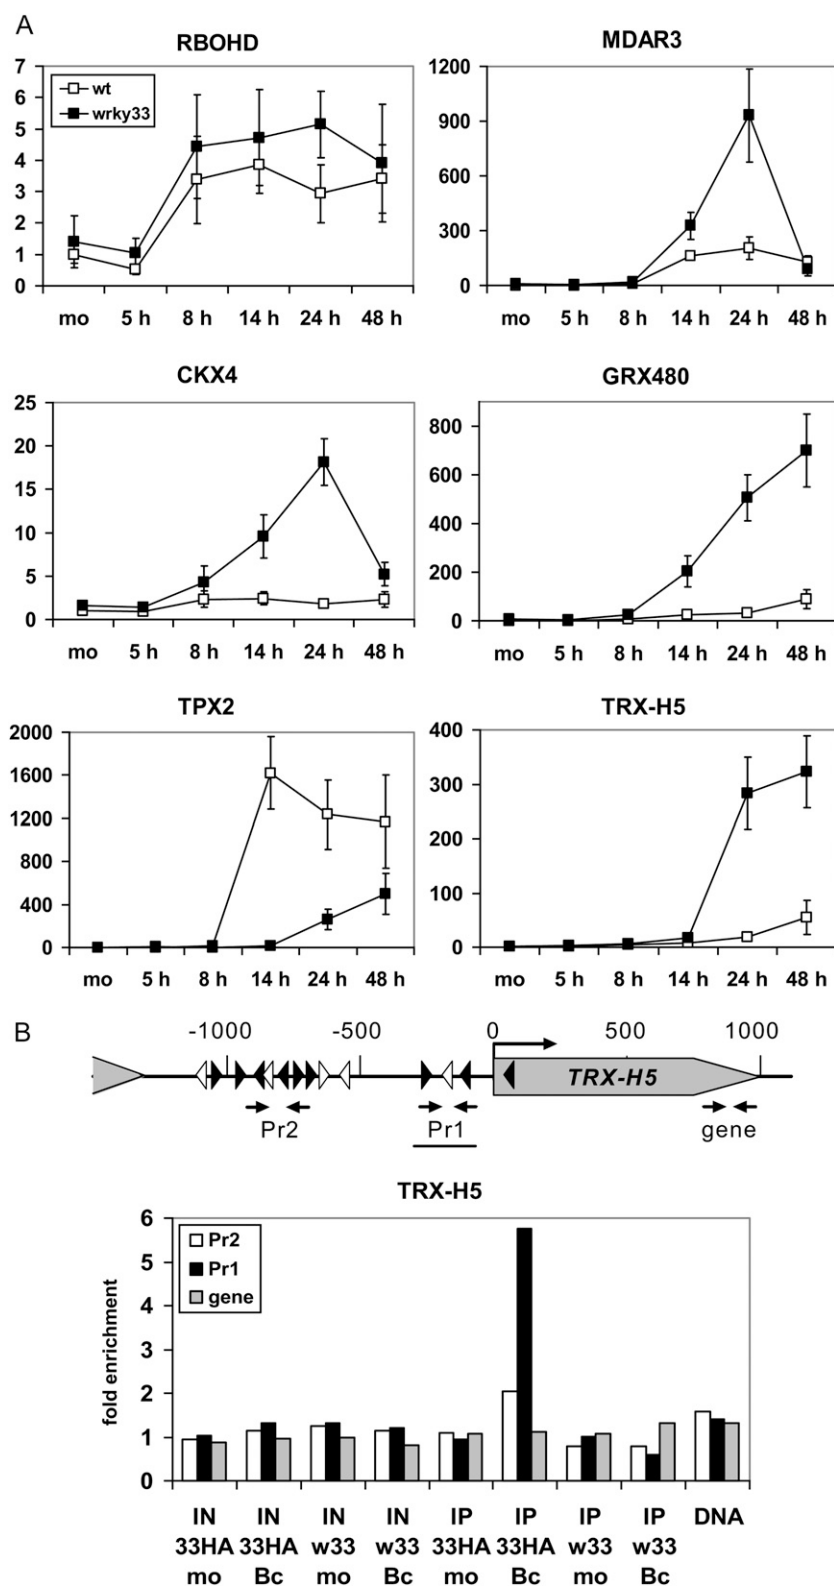 A
RBOHD
7
6
5
4
3
2
1
0
wt
wrky33
mo 5 h 8 h 14 h 24 h 48 h
MDAR3
1200
900
600
300
0
mo 5 h 8 h 14 h 24 h 48 h
CKX4
25
20
15
10
5
0
mo 5 h 8 h 14 h 24 h 48 h
GRX480
800
600
400
200
0
mo 5 h 8 h 14 h 24 h 48 h
TPX2
2000
1600
1200
800
400
0
mo 5 h 8 h 14 h 24 h 48 h
TRX-H5
400
300
200
100
0
mo 5 h 8 h 14 h 24 h 48 h
B
-1000 -500 0 500 1000
TRX-H5
Pr2 Pr1 gene
TRX-H5
fold enrichment
6
5
4
3
2
1
0
Pr2
Pr1
gene
IN IN IN IN IP IP IP IP DNA
33HA 33HA w33 w33 33HA 33HA w33 w33
mo Bc mo Bc mo Bc mo Bc